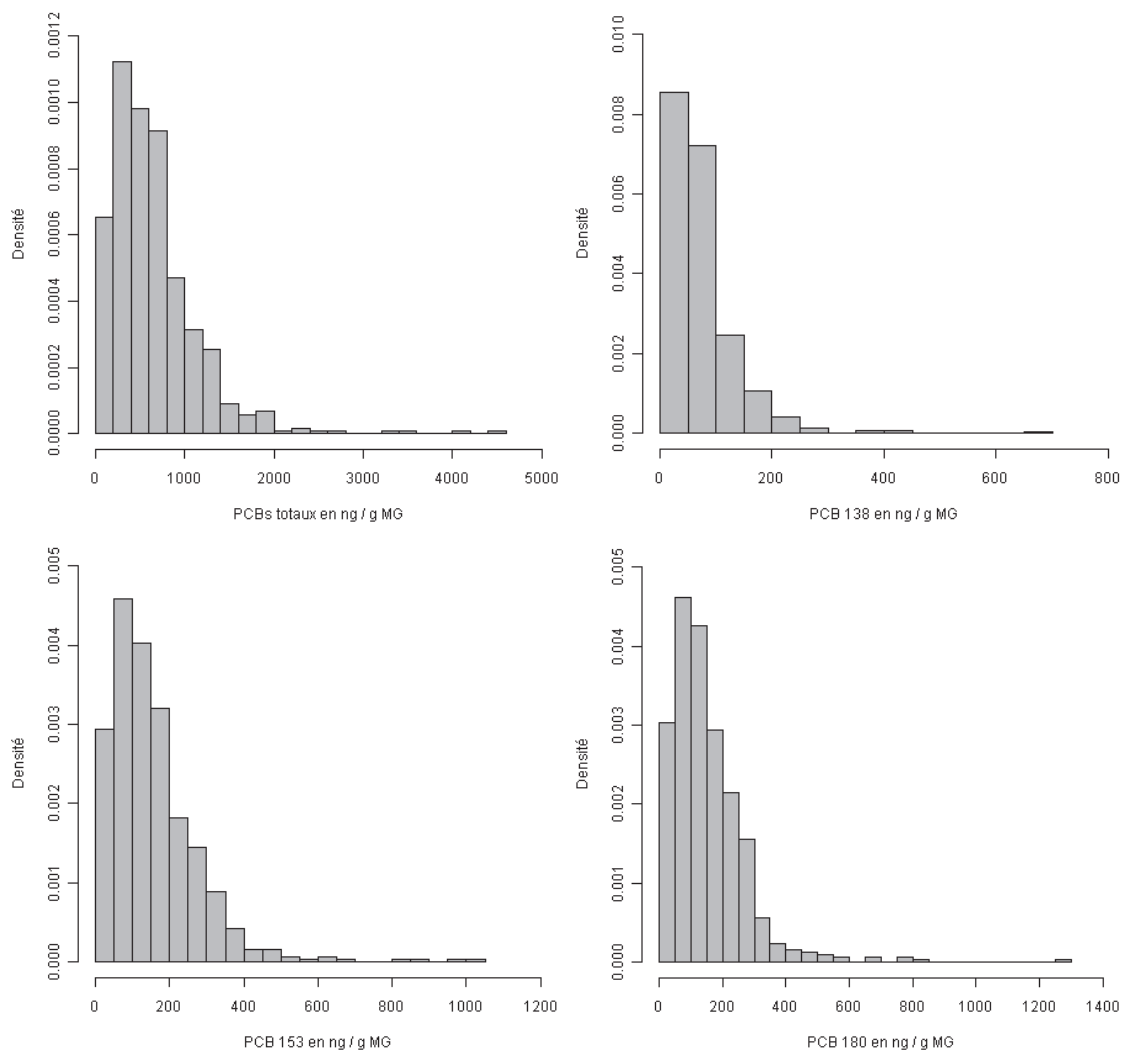 Densité
0.0000 0.0002 0.0004 0.0006 0.0008 0.0010 0.0012
0 1000 2000 3000 4000 5000
PCBs totaux en ng / g MG
Densité
0.000 0.002 0.004 0.006 0.008 0.010
0 200 400 600 800
PCB 138 en ng / g MG
Densité
0.000 0.001 0.002 0.003 0.004 0.005
0 200 400 600 800 1000 1200
PCB 153 en ng / g MG
Densité
0.000 0.001 0.002 0.003 0.004 0.005
0 200 400 600 800 1000 1200 1400
PCB 180 en ng / g MG